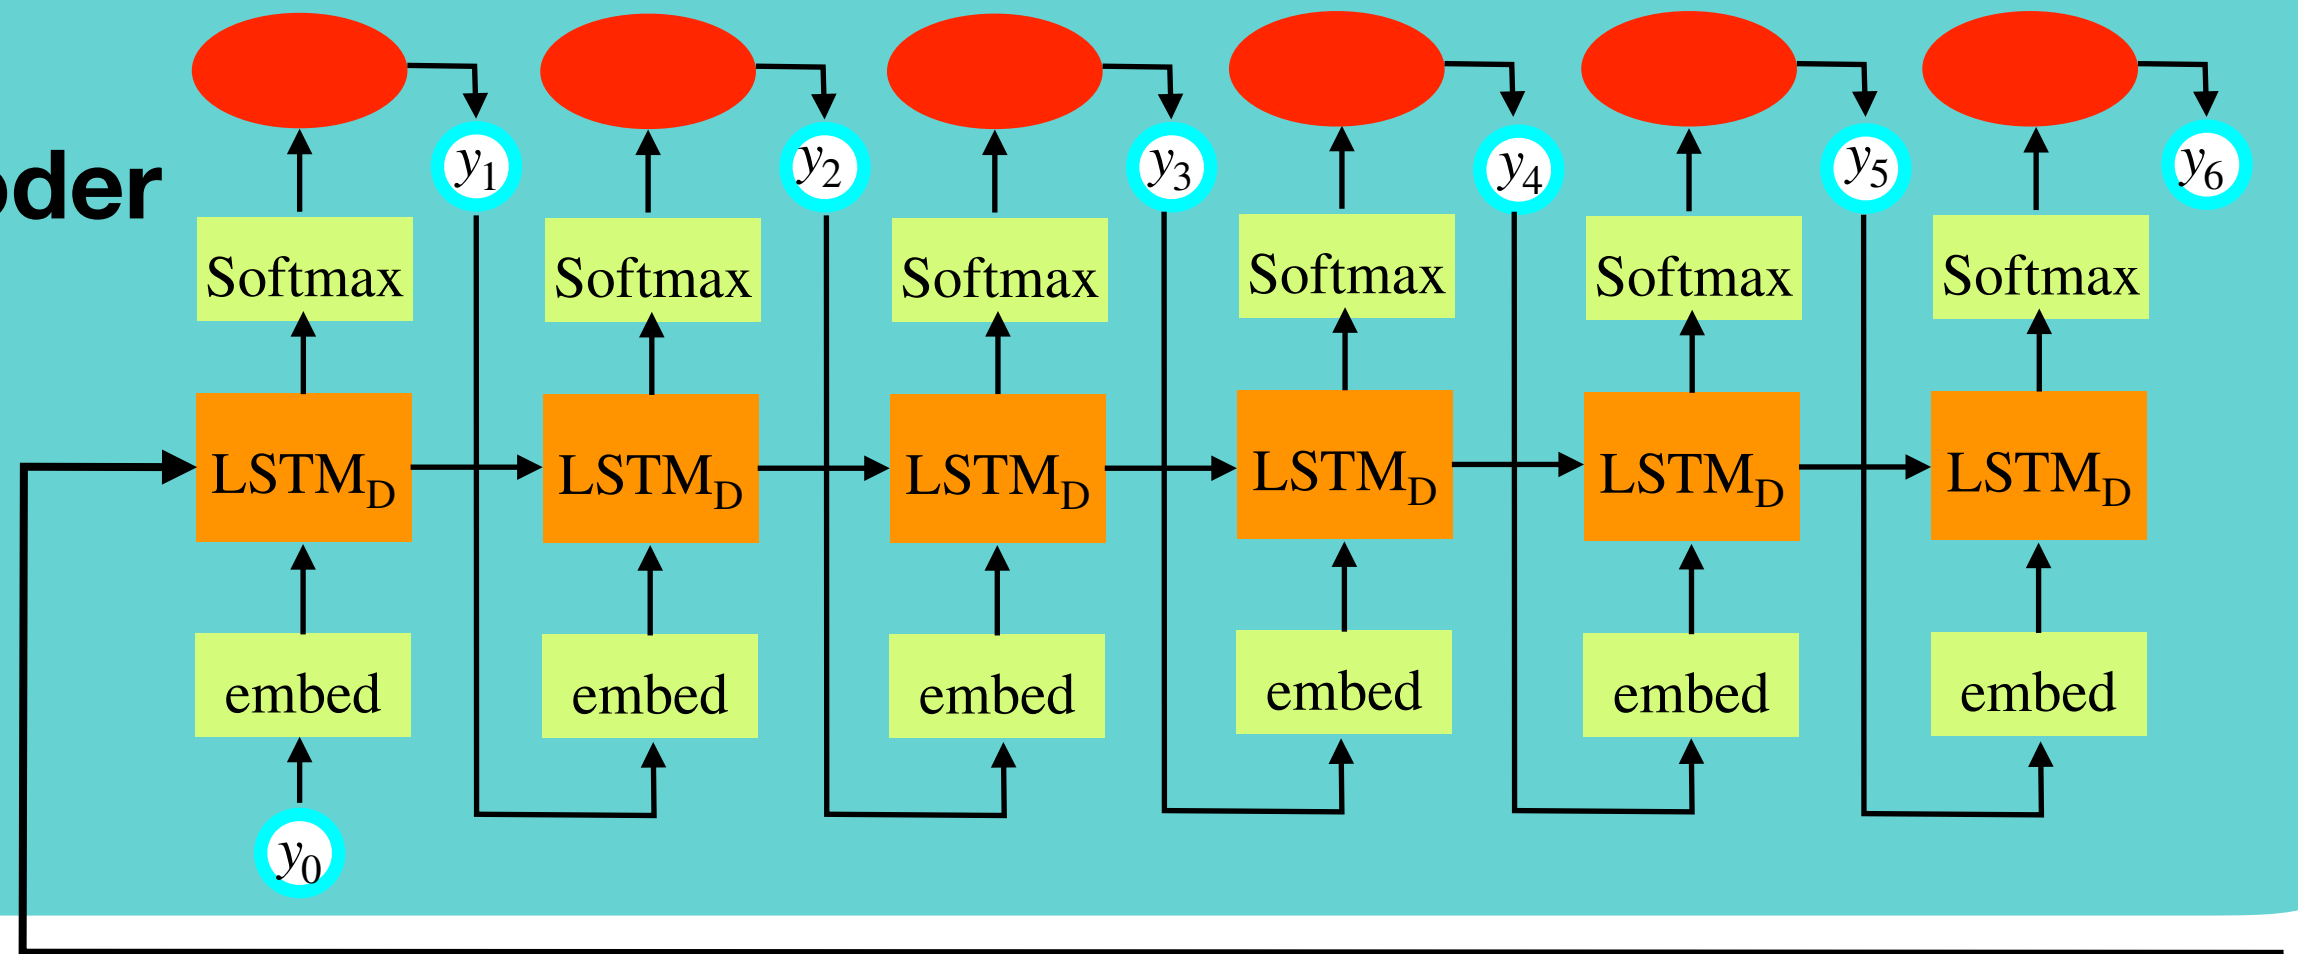 y1 y2 y3 y4 y5 y6
oder
Softmax Softmax Softmax Softmax Softmax Softmax
LSTMD LSTMD LSTMD LSTMD LSTMD LSTMD
embed embed embed embed embed embed
y0